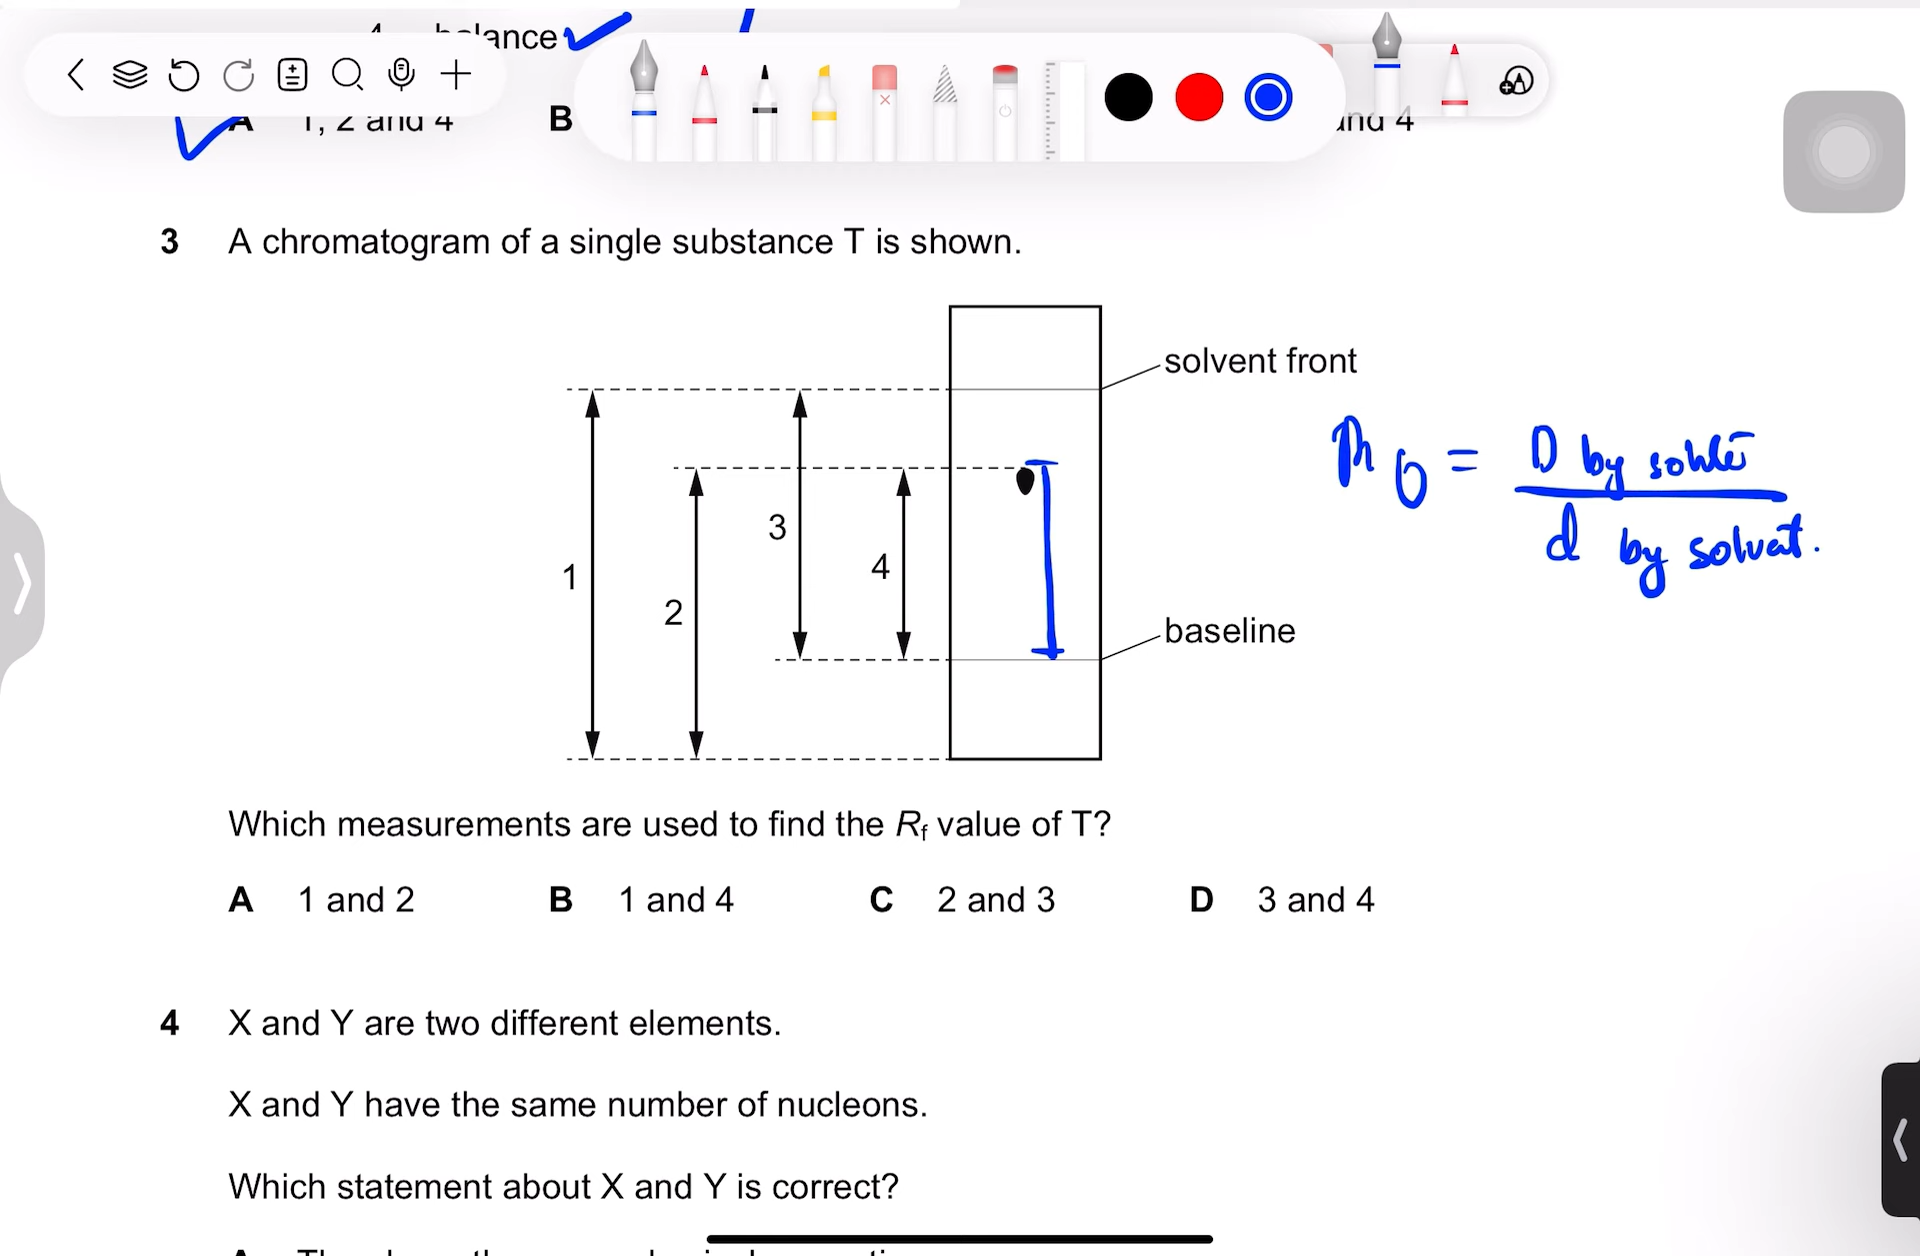 balance
A 1, 2 and 4 B and 4
3 A chromatogram of a single substance T is shown.
solvent front
1
2
3
4
baseline
D by solute
d by solvat.
Which measurements are used to find the Rf value of T?
A 1 and 2 B 1 and 4 C 2 and 3 D 3 and 4
4 X and Y are two different elements.
X and Y have the same number of nucleons.
Which statement about X and Y is correct?